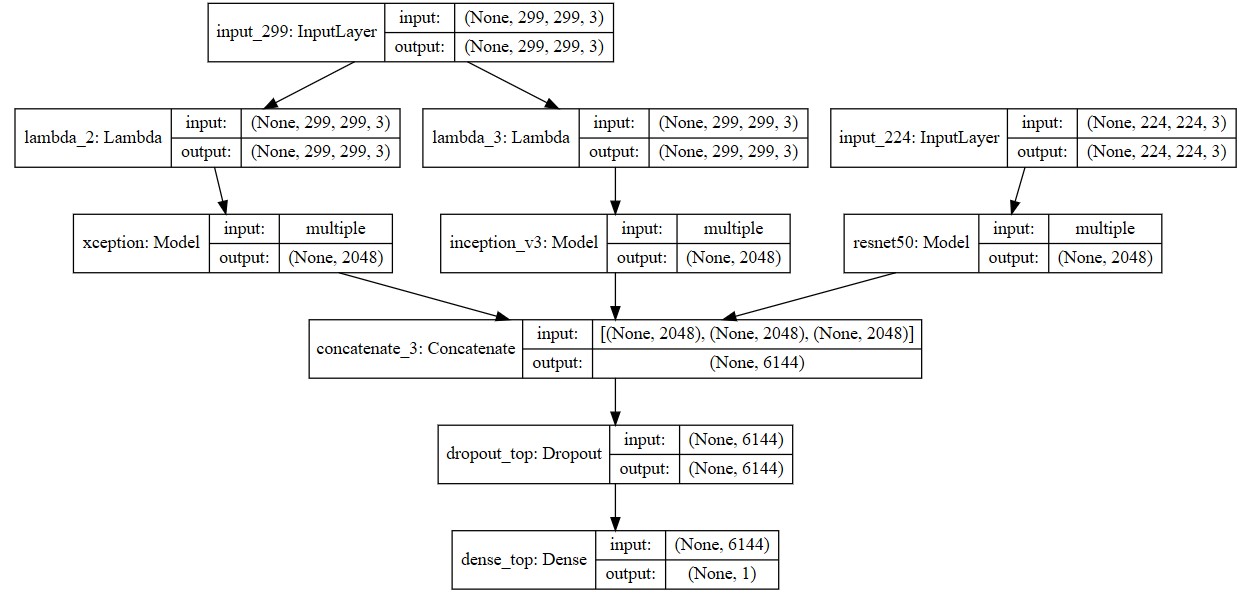 input_299: InputLayer
input: (None, 299, 299, 3)
output: (None, 299, 299, 3)
lambda_2: Lambda
input: (None, 299, 299, 3)
output: (None, 299, 299, 3)
lambda_3: Lambda
input: (None, 299, 299, 3)
output: (None, 299, 299, 3)
input_224: InputLayer
input: (None, 224, 224, 3)
output: (None, 224, 224, 3)
xception: Model
input: multiple
output: (None, 2048)
inception_v3: Model
input: multiple
output: (None, 2048)
resnet50: Model
input: multiple
output: (None, 2048)
concatenate_3: Concatenate
input: [(None, 2048), (None, 2048), (None, 2048)]
output: (None, 6144)
dropout_top: Dropout
input: (None, 6144)
output: (None, 6144)
dense_top: Dense
input: (None, 6144)
output: (None, 1)